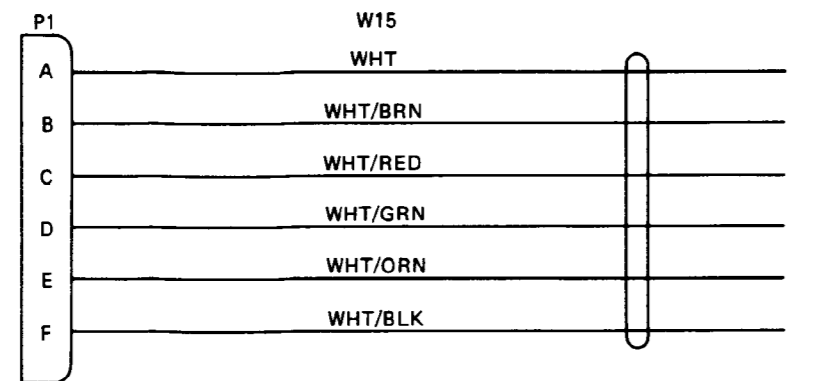 P1 W15
A WHT
B WHT/BRN
C WHT/RED
D WHT/GRN
E WHT/ORN
F WHT/BLK